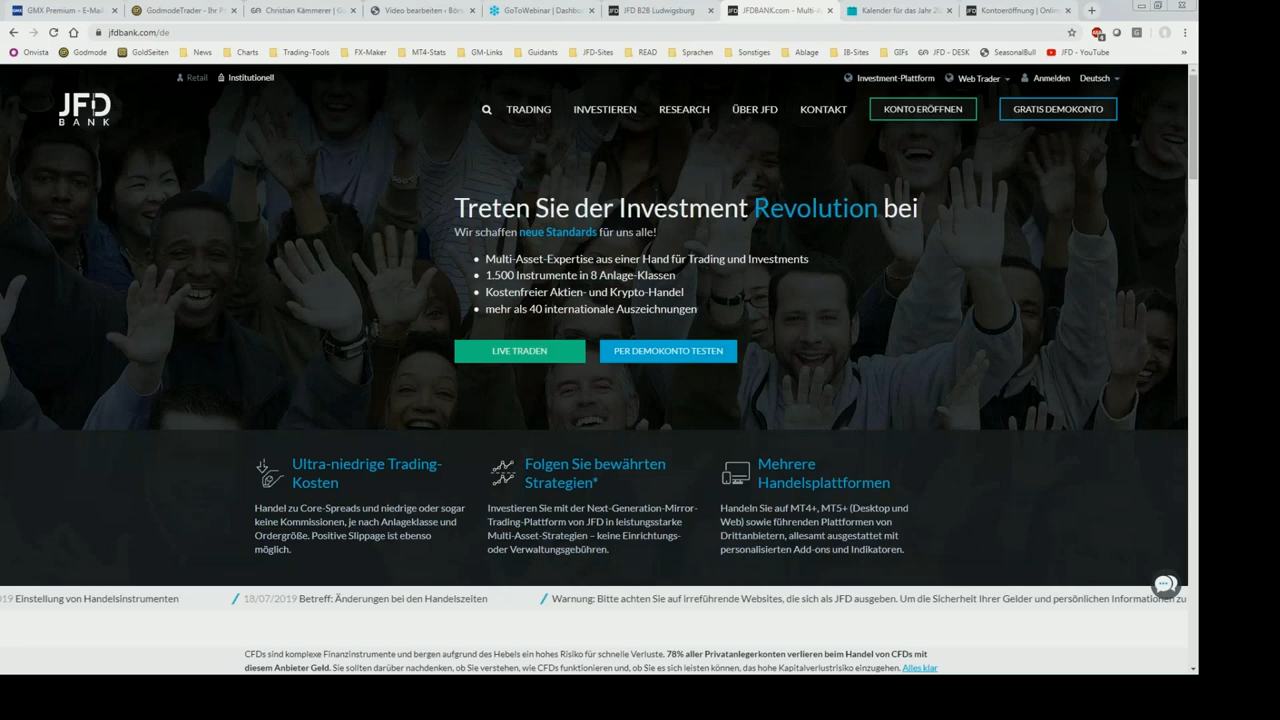 GMX Premium - E-Mai
GodmodeTrader - Ihr P
Christian Kämmerer | G
Video bearbeiten - Börs
GoToWebinar | Dashbo
JFD B2B Ludwigsburg
JFDBANK.com - Multi-A
Kalender für das Jahr 20
Kontoeröffnung | Onlin
jfdbank.com/de
Onvista
Godmode
GoldSeiten
News
Charts
Trading-Tools
FX-Maker
MT4-Stats
GM-Links
Guidants
JFD-Sites
READ
Sprachen
Sonstiges
Ablage
IB-Sites
GIFs
JFD - DESK
SeasonalBull
JFD - YouTube
»
Retail
Institutionell
Investment-Plattform
Web Trader
Anmelden
Deutsch
JFD
BANK
TRADING
INVESTIEREN
RESEARCH
ÜBER JFD
KONTAKT
KONTO ERÖFFNEN
GRATIS DEMOKONTO
Treten Sie der Investment Revolution bei
Wir schaffen neue Standards für uns alle!
• Multi-Asset-Expertise aus einer Hand für Trading und Investments
• 1.500 Instrumente in 8 Anlage-Klassen
• Kostenfreier Aktien- und Krypto-Handel
• mehr als 40 internationale Auszeichnungen
LIVE TRADEN
PER DEMOKONTO TESTEN
Ultra-niedrige Trading-
Kosten
Handel zu Core-Spreads und niedrige oder sogar
keine Kommissionen, je nach Anlageklasse und
Ordergröße. Positive Slippage ist ebenso
möglich.
Folgen Sie bewährten
Strategien*
Investieren Sie mit der Next-Generation-Mirror-
Trading-Plattform von JFD in leistungsstarke
Multi-Asset-Strategien – keine Einrichtungs-
oder Verwaltungsgebühren.
Mehrere
Handelsplattformen
Handeln Sie auf MT4+, MT5+ (Desktop und
Web) sowie führenden Plattformen von
Drittanbietern, allesamt ausgestattet mit
personalisierten Add-ons und Indikatoren.
019 Einstellung von Handelsinstrumenten
18/07/2019 Betreff: Änderungen bei den Handelszeiten
Warnung: Bitte achten Sie auf irreführende Websites, die sich als JFD ausgeben. Um die Sicherheit Ihrer Gelder und persönlichen Informationen zu
CFDs sind komplexe Finanzinstrumente und bergen aufgrund des Hebels ein hohes Risiko für schnelle Verluste. 78% aller Privatanlegerkonten verlieren beim Handel von CFDs mit
diesem Anbieter Geld. Sie sollten darüber nachdenken, ob Sie verstehen, wie CFDs funktionieren und, ob Sie es sich leisten können, das hohe Kapitalverlustrisiko einzugehen. Alles klar